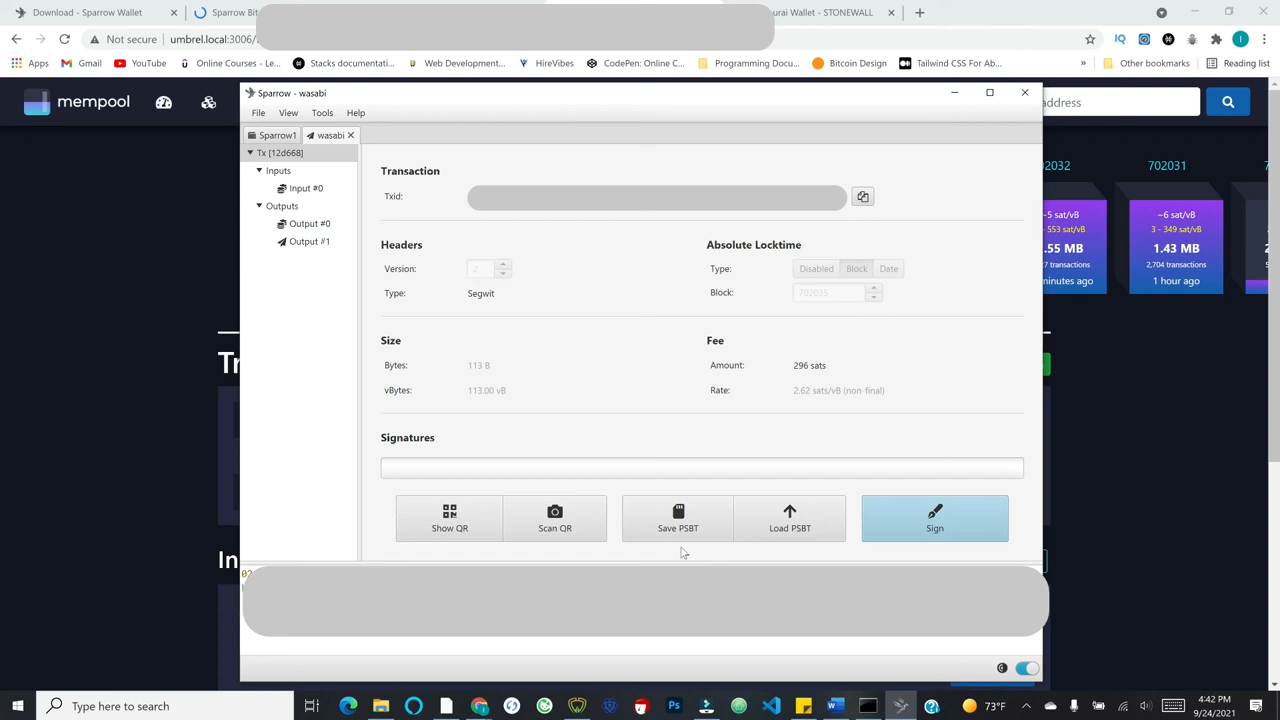 Download - Sparrow Wallet
Sparrow Bit
urai Wallet - STONEWALL
Not secure
umbrel.local:3006/
Apps
Gmail
YouTube
Online Courses - Le...
Stacks documentati...
Web Development...
HireVibes
CodePen: Online C...
Programming Docu...
Bitcoin Design
Tailwind CSS For Ab...
Other bookmarks
Reading list
mempool
address
Sparrow - wasabi
File
View
Tools
Help
Sparrow1
wasabi
Tx [12d668]
Inputs
Input #0
Outputs
Output #0
Output #1
Transaction
Txid:
Headers
Version: 2
Type: Segwit
Absolute Locktime
Type: Disabled Block Date
Block: 702035
Size
Bytes: 113 B
vBytes: 113.00 vB
Fee
Amount: 296 sats
Rate: 2.62 sats/vB (non-final)
Signatures
Show QR
Scan QR
Save PSBT
Load PSBT
Sign
02
2032
702031
7
~5 sat/vB
553 sat/vB
.55 MB
7 transactions
minutes ago
~6 sat/vB
3 - 349 sat/vB
1.43 MB
2,704 transactions
1 hour ago
Tr
In
Type here to search
73°F
4:42 PM
9/24/2021